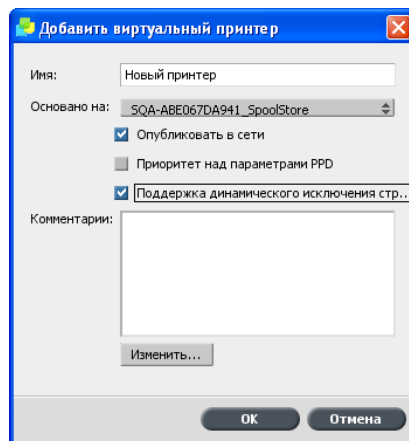 Добавить виртуальный принтер
Имя: Новый принтер
Основано на: SQA-ABE067DA941_SpoolStore
Опубликовать в сети
Приоритет над параметрами PPD
Поддержка динамического исключения стр...
Комментарии:
Изменить...
OK Отмена